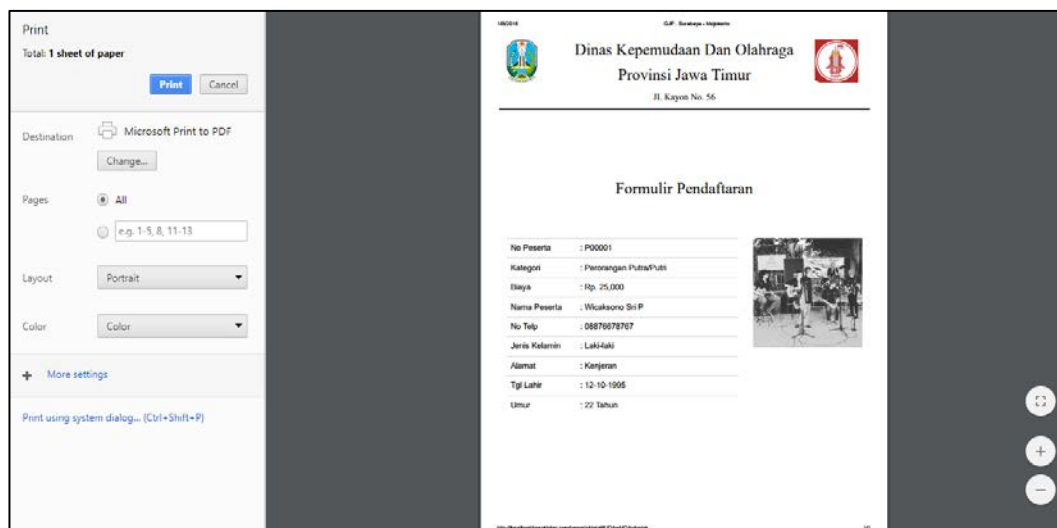 Print
Total: 1 sheet of paper
Print Cancel
Destination Microsoft Print to PDF
Change...
Pages All
e.g. 1-5, 8, 11-13
Layout Portrait
Color Color
+ More settings
Print using system dialog... (Ctrl+Shift+P)
GJP Surabaya - Mojokerto
Dinas Kepemudaan Dan Olahraga
Provinsi Jawa Timur
Jl. Kayon No. 56
Formulir Pendaftaran
No Peserta : P00001
Kategori : Perorangan Putra/Putri
Biaya : Rp. 25,000
Nama Peserta : Wicaksono Sri P
No Telp : 08876678767
Jenis Kelamin : Laki-laki
Alamat : Kenjeran
Tgl Lahir : 12-10-1995
Umur : 22 Tahun